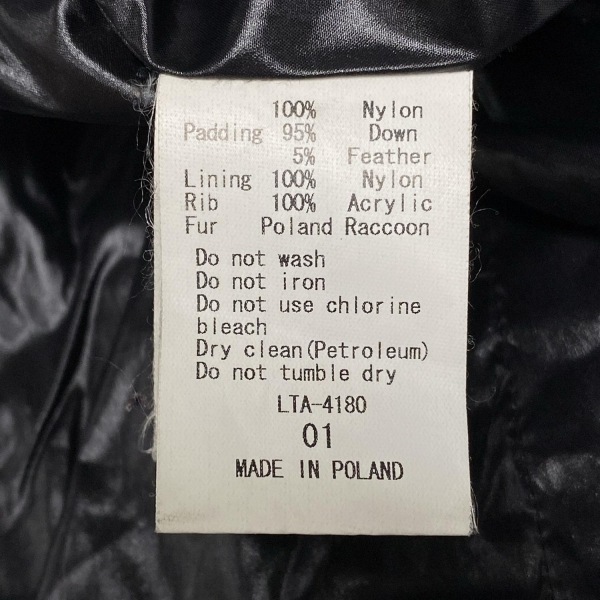 100% Nylon
Padding 95% Down
5% Feather
Lining 100% Nylon
Rib 100% Acrylic
Fur Poland Raccoon
Do not wash
Do not iron
Do not use chlorine
bleach
Dry clean(Petroleum)
Do not tumble dry
LTA-4180
01
MADE IN POLAND